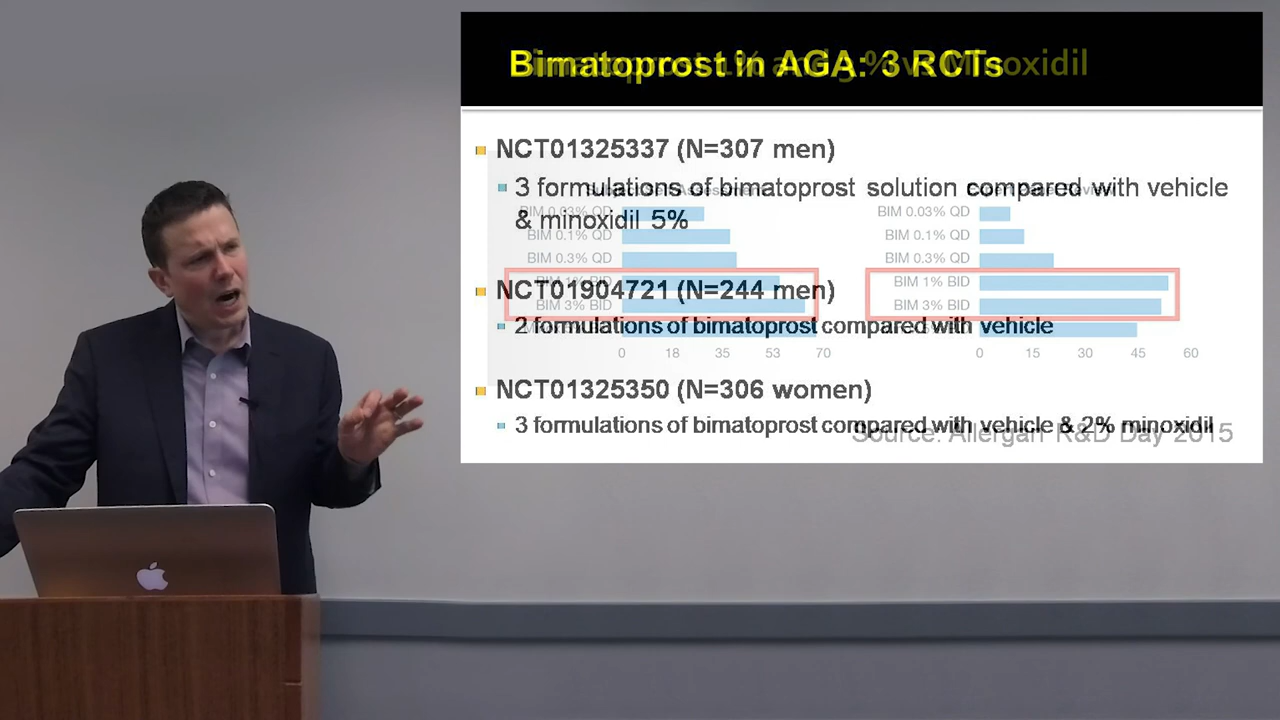 Bimatoprost in AGA: 3 RCTs
NCT01325337 (N=307 men)
3 formulations of bimatoprost solution compared with vehicle
& minoxidil 5%
NCT01904721 (N=244 men)
2 formulations of bimatoprost compared with vehicle
NCT01325350 (N=306 women)
3 formulations of bimatoprost compared with vehicle & 2% minoxidil
BIM 0.03% QD
BIM 0.1% QD
BIM 0.3% QD
BIM 1% BID
BIM 3% BID
0 18 35 53 70
BIM 0.03% QD
BIM 0.1% QD
BIM 0.3% QD
BIM 1% BID
BIM 3% BID
0 15 30 45 60
Source: Allergan R&D Day 2015